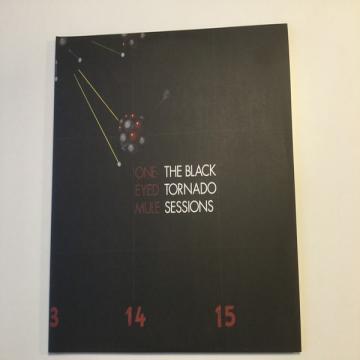 ONE- THE BLACK
EYED TORNADO
MULE SESSIONS
3 14 15